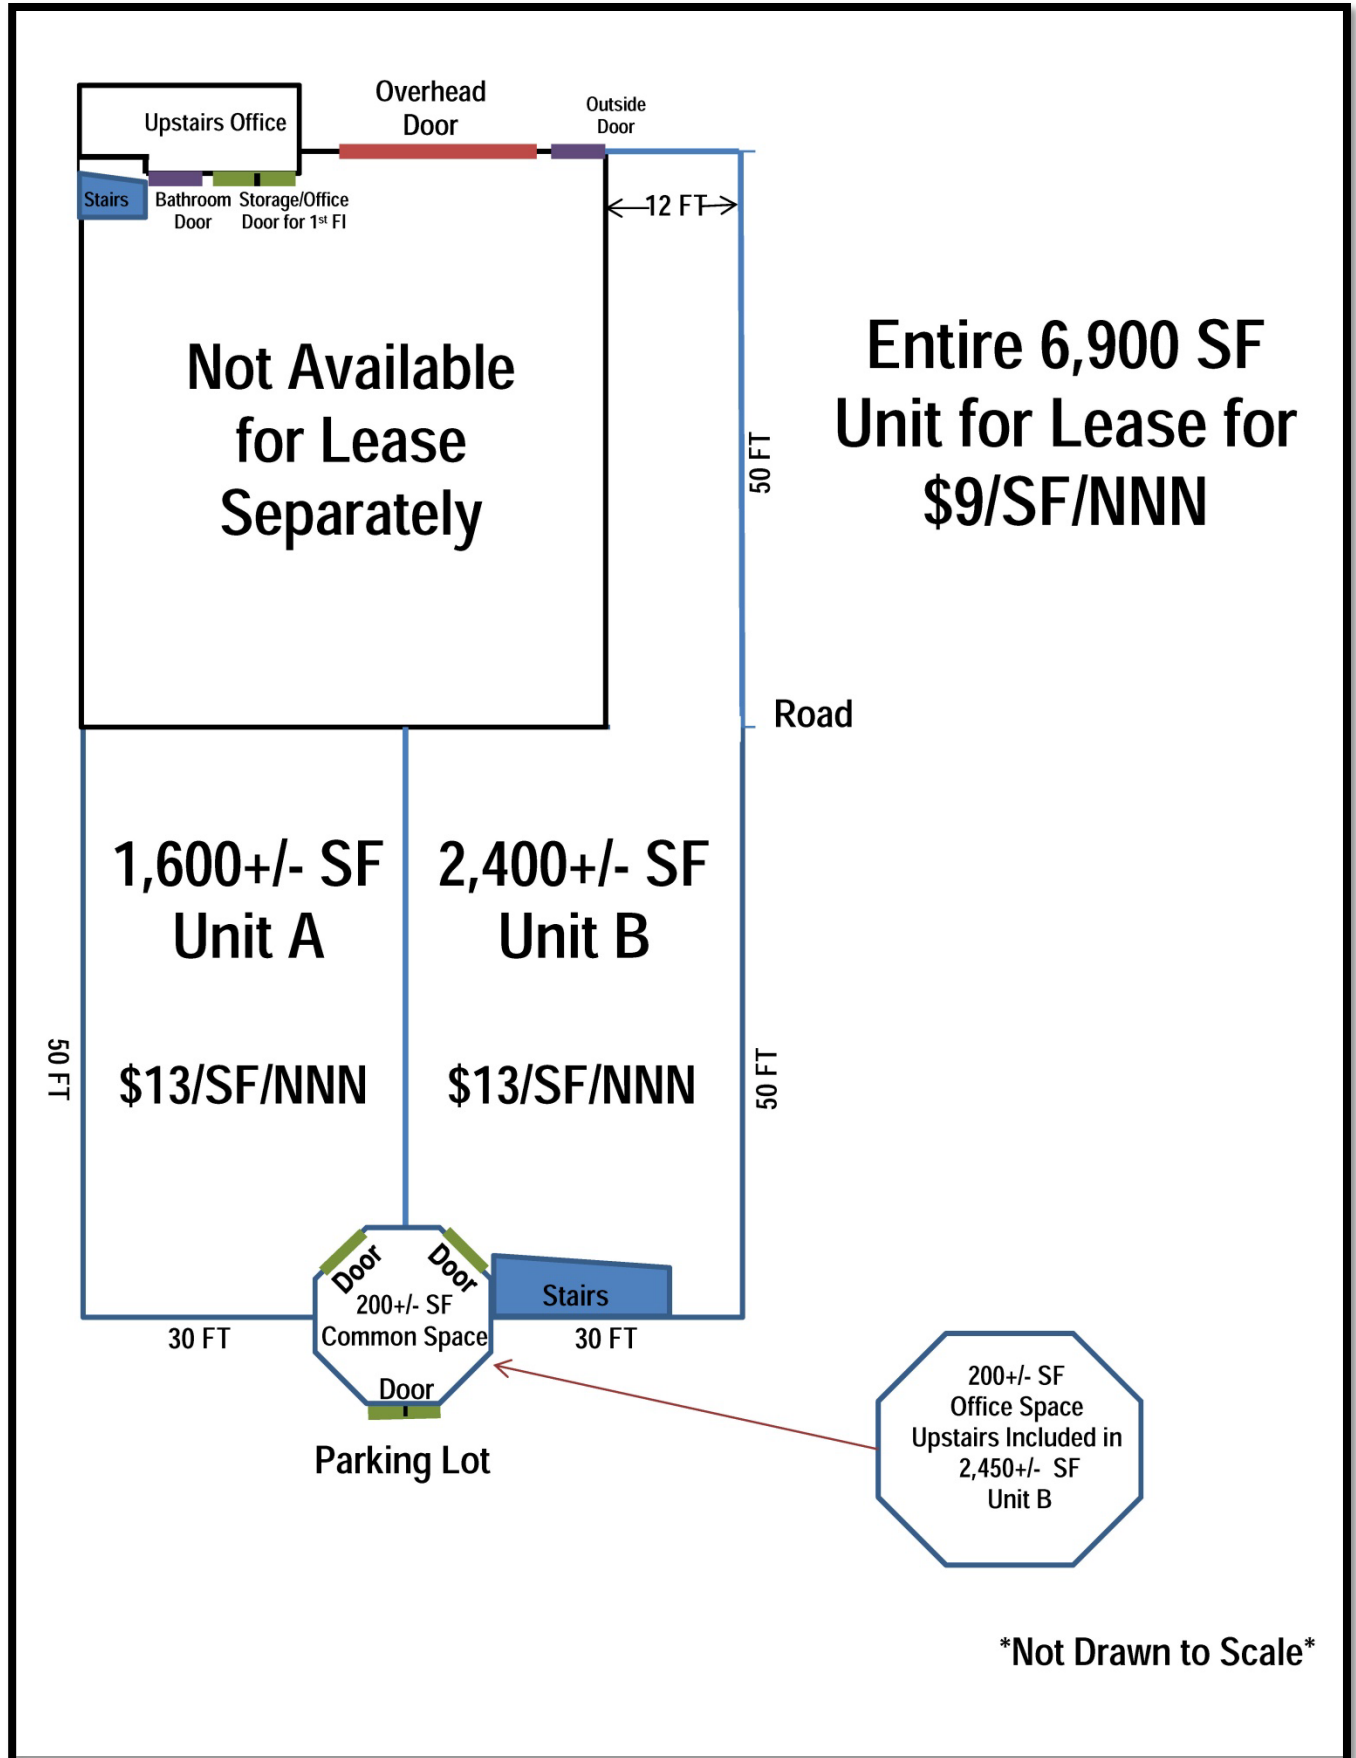 Overhead
Door
Outside
Door
Upstairs Office
Stairs
Bathroom
Door
Storage/Office
Door for 1st Fl
12 FT
Not Available
for Lease
Separately
50 FT
Entire 6,900 SF
Unit for Lease for
$9/SF/NNN
Road
1,600+/- SF
Unit A
$13/SF/NNN
2,400+/- SF
Unit B
$13/SF/NNN
50 FT
50 FT
Door
Door
200+/- SF
Common Space
Door
Stairs
30 FT
30 FT
Parking Lot
200+/- SF
Office Space
Upstairs Included in
2,450+/- SF
Unit B
*Not Drawn to Scale*